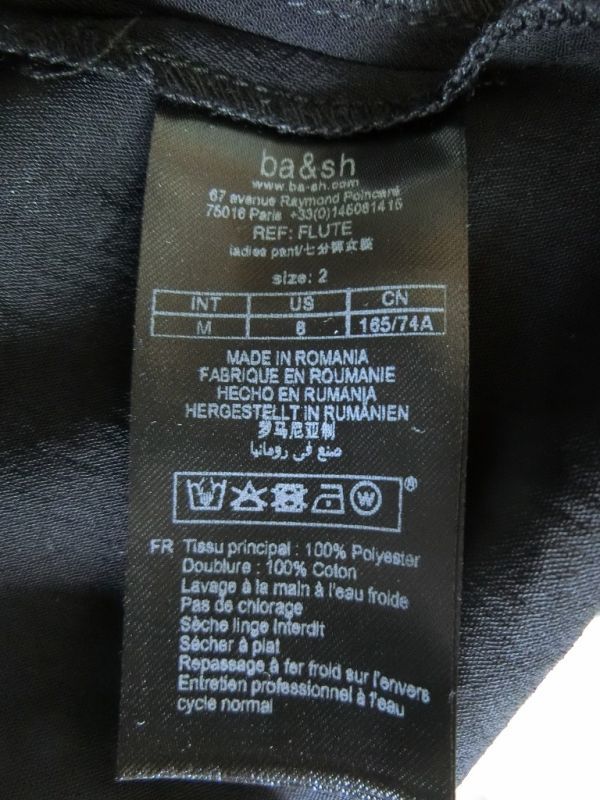 ba&sh
www.ba-sh.com
67 avenue Raymond Poincaré
75016 Paris +33(0)145081415
REF: FLUTE
ladies pant/七分裤女装
size: 2
INT US CN
M 6 165/74A
MADE IN ROMANIA
FABRIQUE EN ROUMANIE
HECHO EN RUMANIA
HERGESTELLT IN RUMÄNIEN
罗马尼亚制
صنع في رومانيا
W
®
FR Tissu principal : 100% Polyester
Doublure : 100% Coton
Lavage à la main à l'eau froide
Pas de chlorage
Sèche linge interdit
Sécher à plat
Repassage à fer froid sur l'envers
Entretien professionnel à l'eau
cycle normal